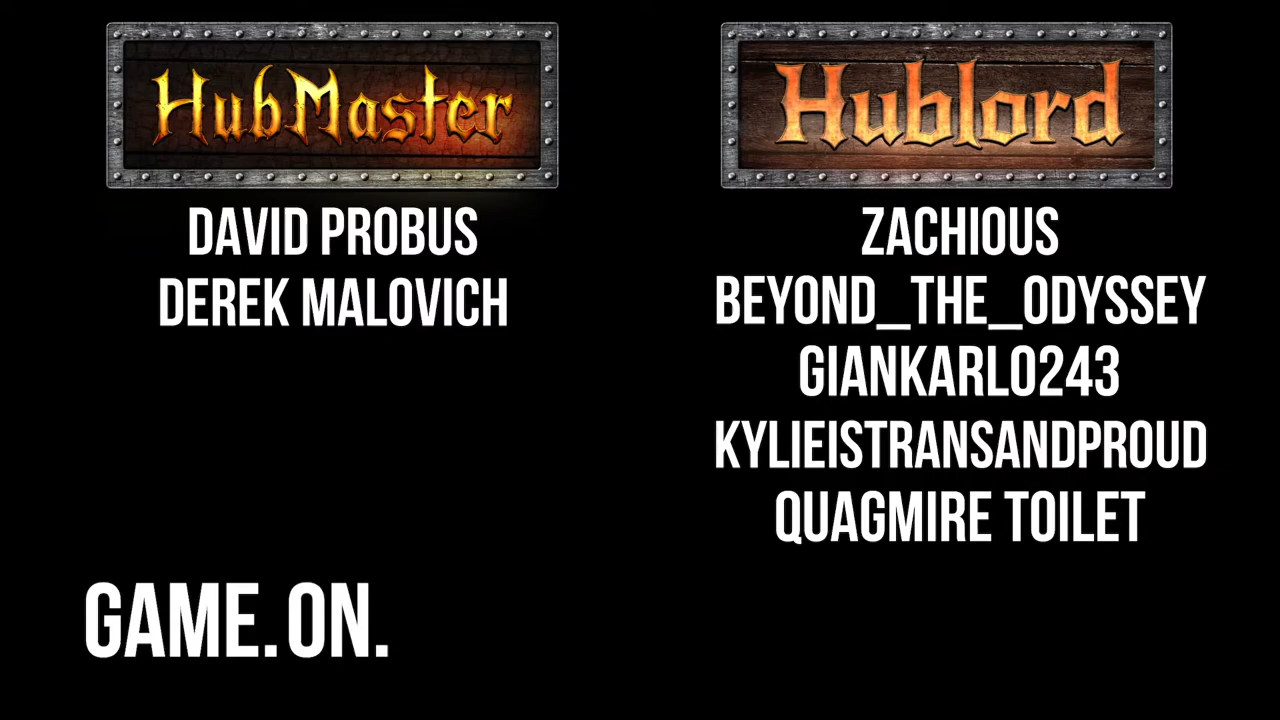 HubMaster
DAVID PROBUS
DEREK MALOVICH
Hublord
ZACHIOUS
BEYOND_THE_ODYSSEY
GIANKARLO243
KYLIEISTRANSANDPROUD
QUAGMIRE TOILET
GAME. ON.